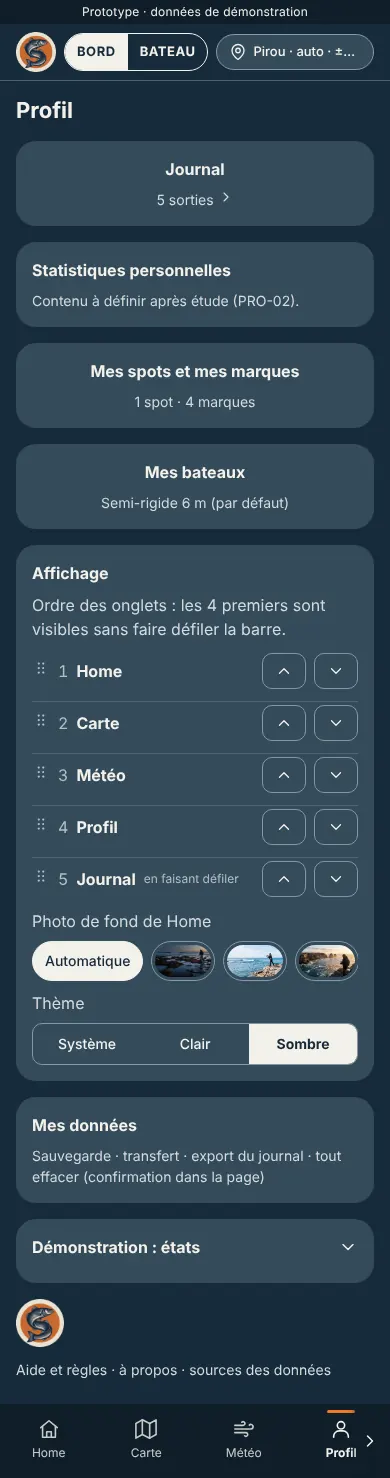 Prototype · données de démonstration
BORD BATEAU Pirou · auto · ±...
Profil
Journal
5 sorties
Statistiques personnelles
Contenu à définir après étude (PRO-02).
Mes spots et mes marques
1 spot · 4 marques
Mes bateaux
Semi-rigide 6 m (par défaut)
Affichage
Ordre des onglets : les 4 premiers sont
visibles sans faire défiler la barre.
1 Home
2 Carte
3 Météo
4 Profil
5 Journal en faisant défiler
Photo de fond de Home
Automatique
Thème
Système Clair Sombre
Mes données
Sauvegarde · transfert · export du journal · tout
effacer (confirmation dans la page)
Démonstration : états
Aide et règles · à propos · sources des données
Home Carte Météo Profil